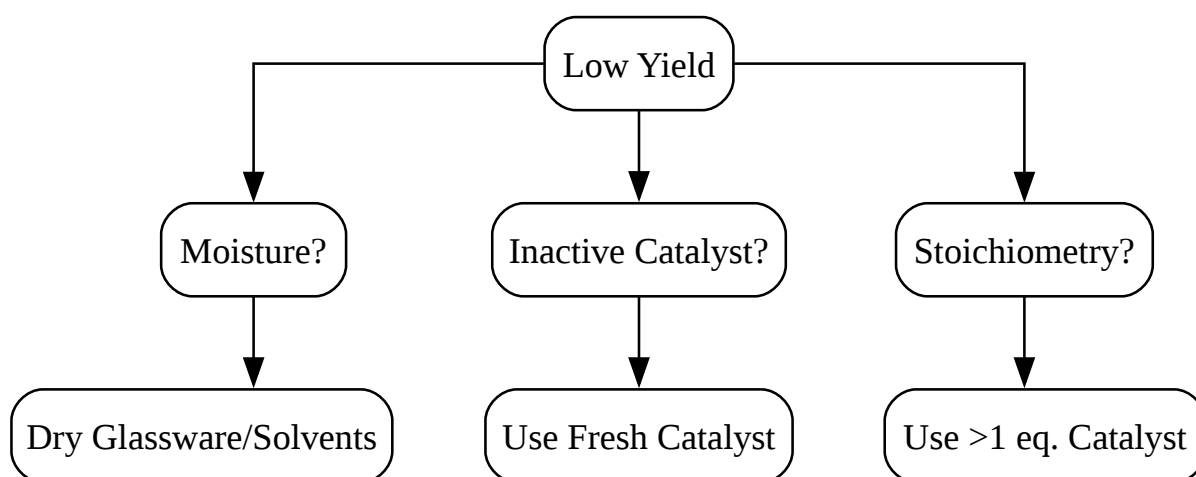 Low Yield
Moisture?
Inactive Catalyst?
Stoichiometry?
Dry Glassware/Solvents
Use Fresh Catalyst
Use >1 eq. Catalyst